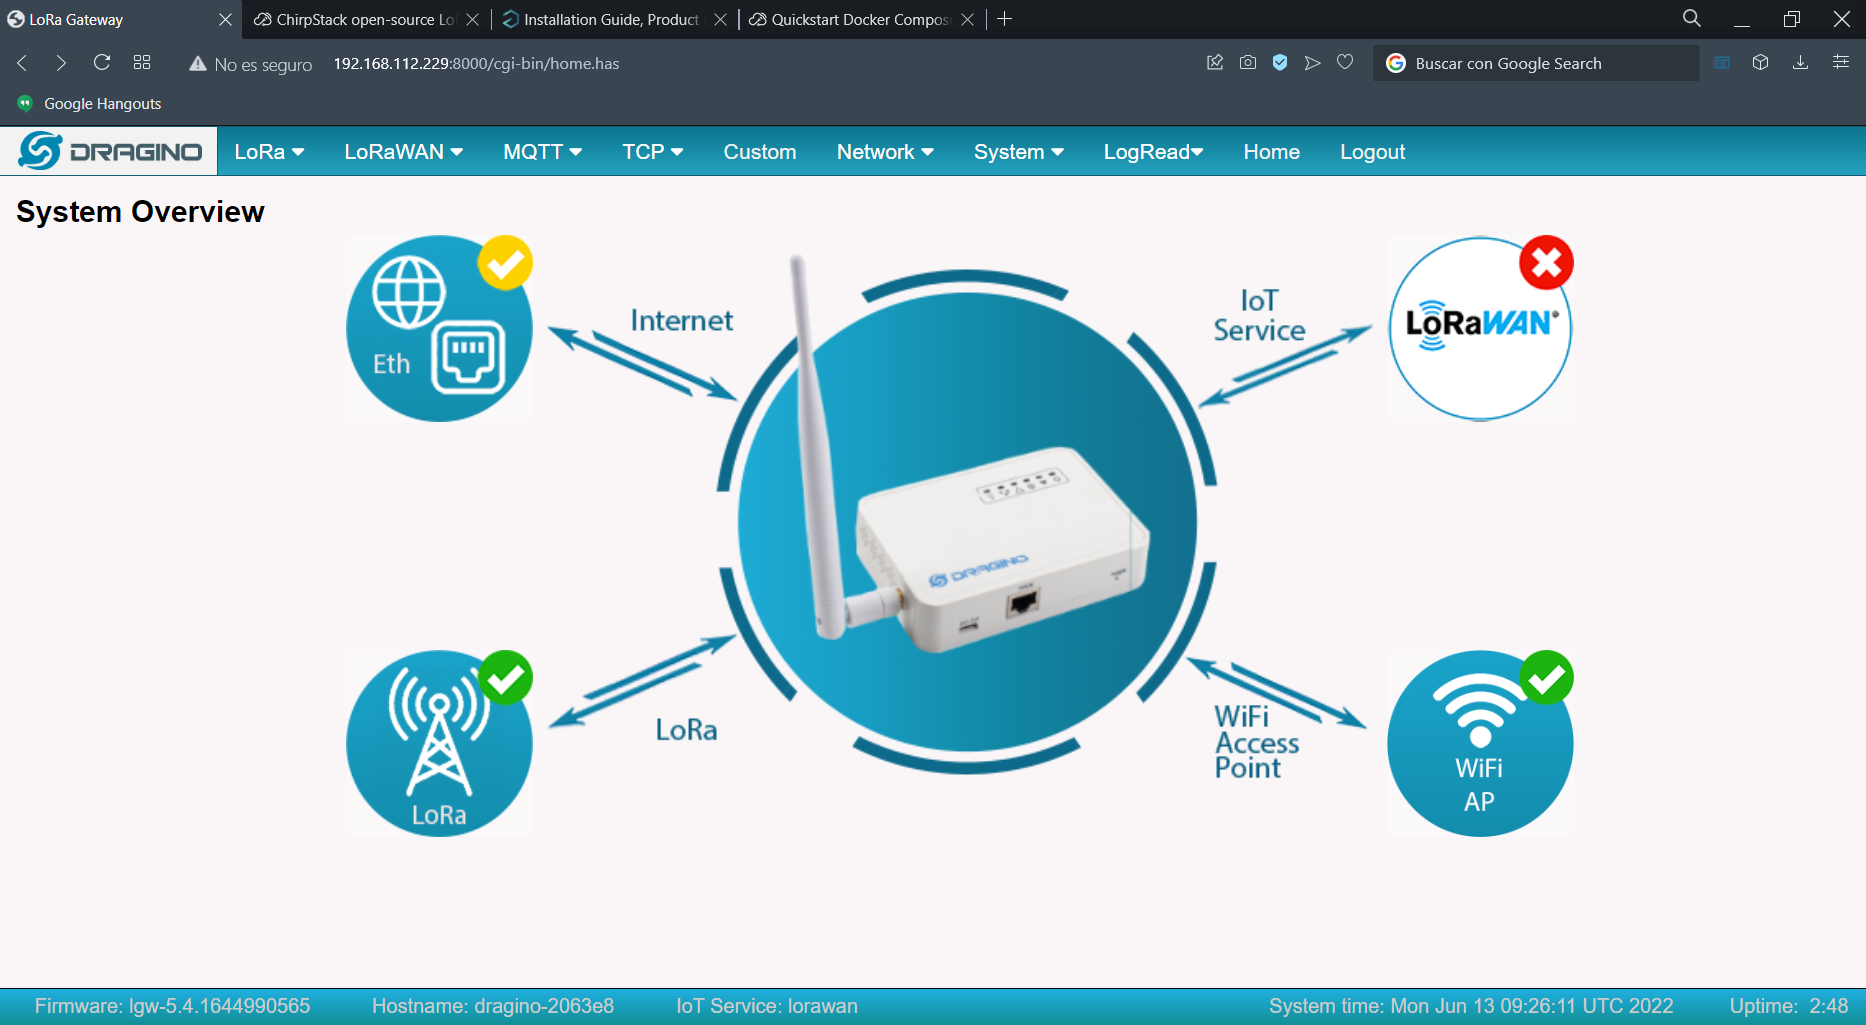 LoRa Gateway
ChirpStack open-source Lo
Installation Guide, Product
Quickstart Docker Compos
No es seguro
192.168.112.229:8000/cgi-bin/home.has
Buscar con Google Search
Google Hangouts
DRAGINO
LoRa
LoRaWAN
MQTT
TCP
Custom
Network
System
LogRead
Home
Logout
System Overview
Eth
Internet
IoT
Service
LoRaWAN®
DRAGINO
LoRa
LoRa
WiFi
Access
Point
WiFi
AP
Firmware: lgw-5.4.1644990565
Hostname: dragino-2063e8
IoT Service: lorawan
System time: Mon Jun 13 09:26:11 UTC 2022
Uptime: 2:48